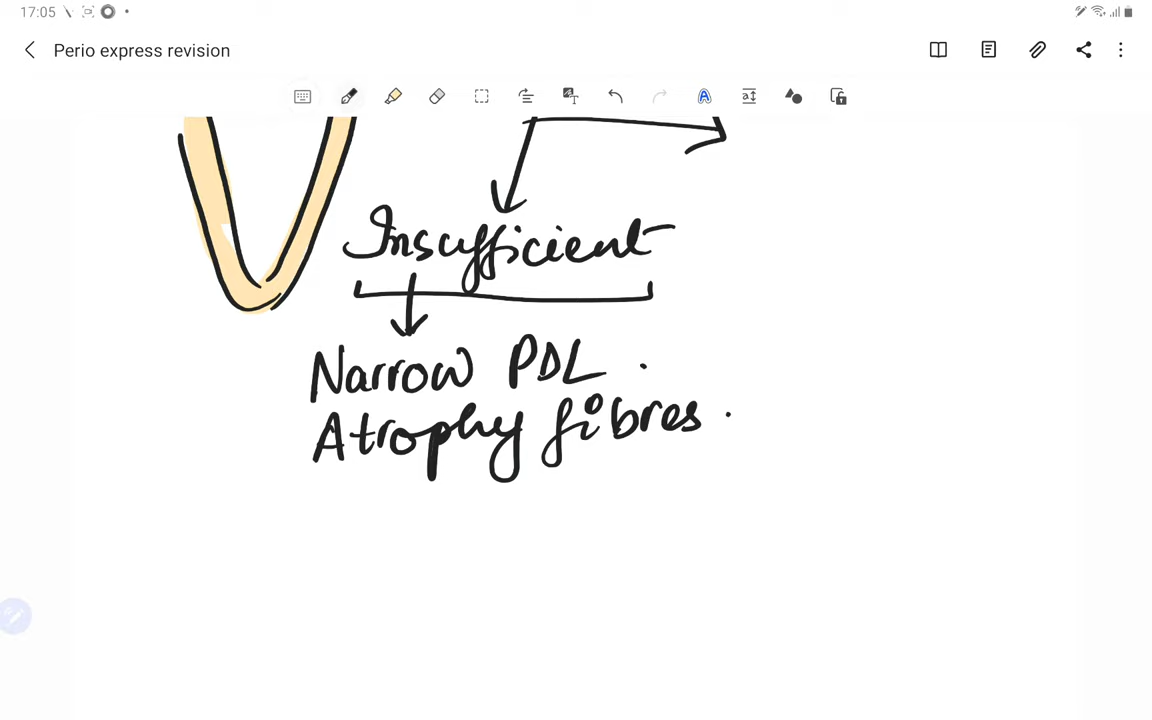 17:05
Perio express revision
Insufficient
Narrow PDL.
Atrophy fibres.